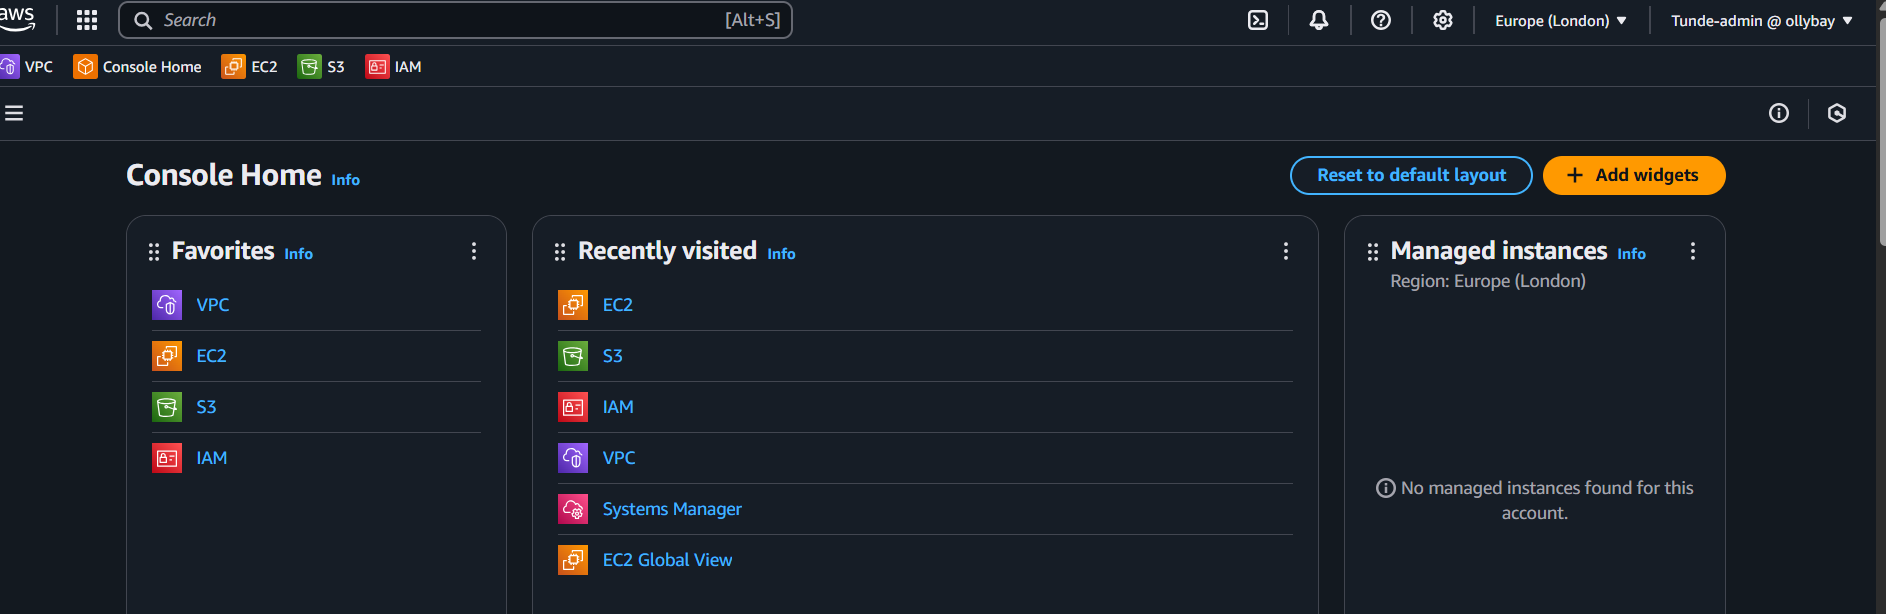 aws
Search [Alt+S]
Europe (London)
Tunde-admin @ ollybay
VPC
Console Home
EC2
S3
IAM
Console Home Info
Reset to default layout
Add widgets
Favorites Info
VPC
EC2
S3
IAM
Recently visited Info
EC2
S3
IAM
VPC
Systems Manager
EC2 Global View
Managed instances Info
Region: Europe (London)
No managed instances found for this
account.